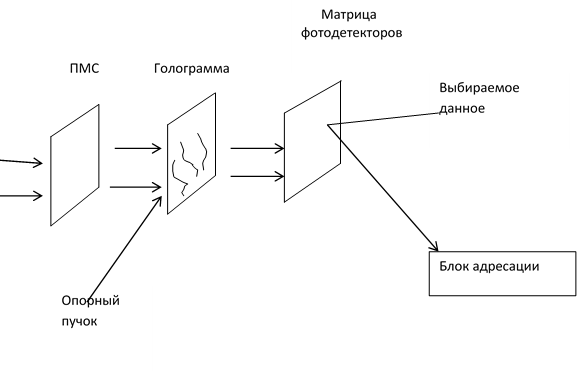 Матрица
фотодетекторов
ПМС
Голограмма
Выбираемое
данное
Блок адресации
Опорный
пучок